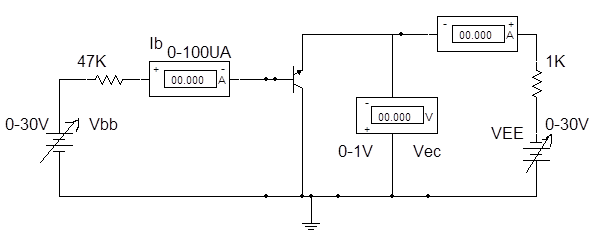 Ib
0-100UA
47K
+ -
00.000 A
- +
00.000 A
1K
0-30V
Vbb
-
00.000 V
+
0-1V
Vec
VEE
0-30V